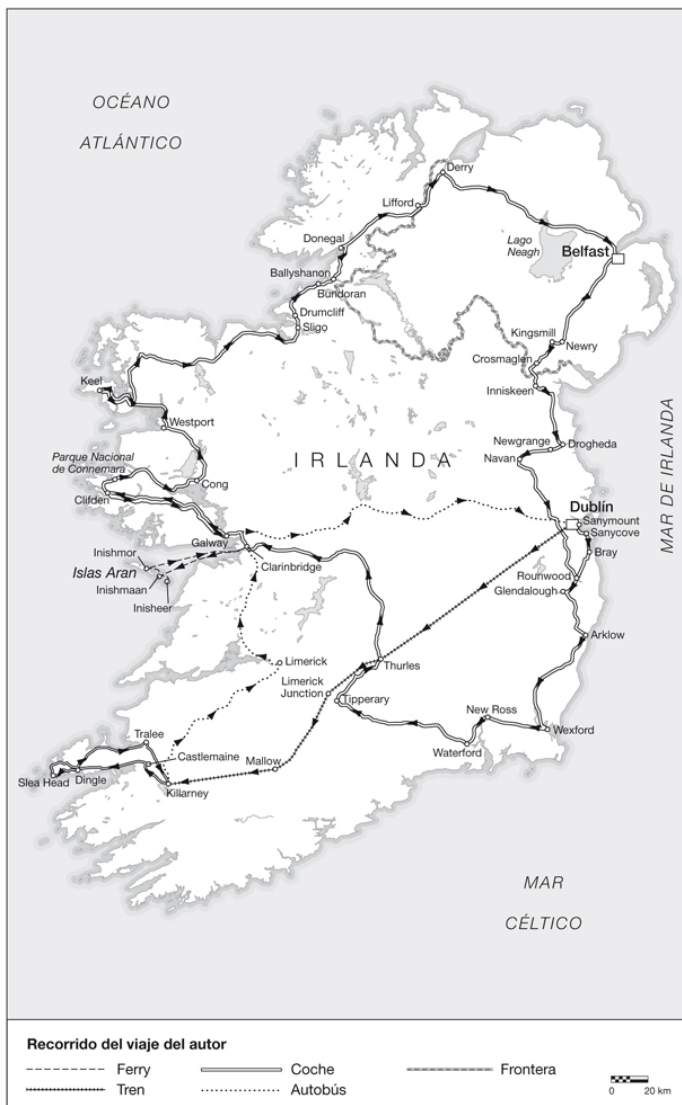 OCÉANO
ATLÁNTICO
Derry
Lifford
Donegal
Lago
Neagh
Belfast
Ballyshanon
Bundoran
Drumcliff
Sligo
Kingsmill
Newry
Crosmaglen
Keel
Inniskeen
Westport
MAR DE IRLANDA
Newgrange
Drogheda
Parque Nacional
de Connemara
IRLANDA
Navan
Cong
Clifden
Dublín
Sanymount
Sanycove
Galway
Bray
Inishmor
Clarinbridge
Islas Aran
Rounwood
Inishmaan
Glendalough
Inisheer
Arklow
Limerick
Thurles
Limerick
Junction
Tipperary
New Ross
Tralee
Wexford
Castlemaine
Waterford
Mallow
Slea Head
Dingle
Killarney
MAR
CÉLTICO
Recorrido del viaje del autor
Ferry
Coche
Frontera
Tren
Autobús
0 20 km